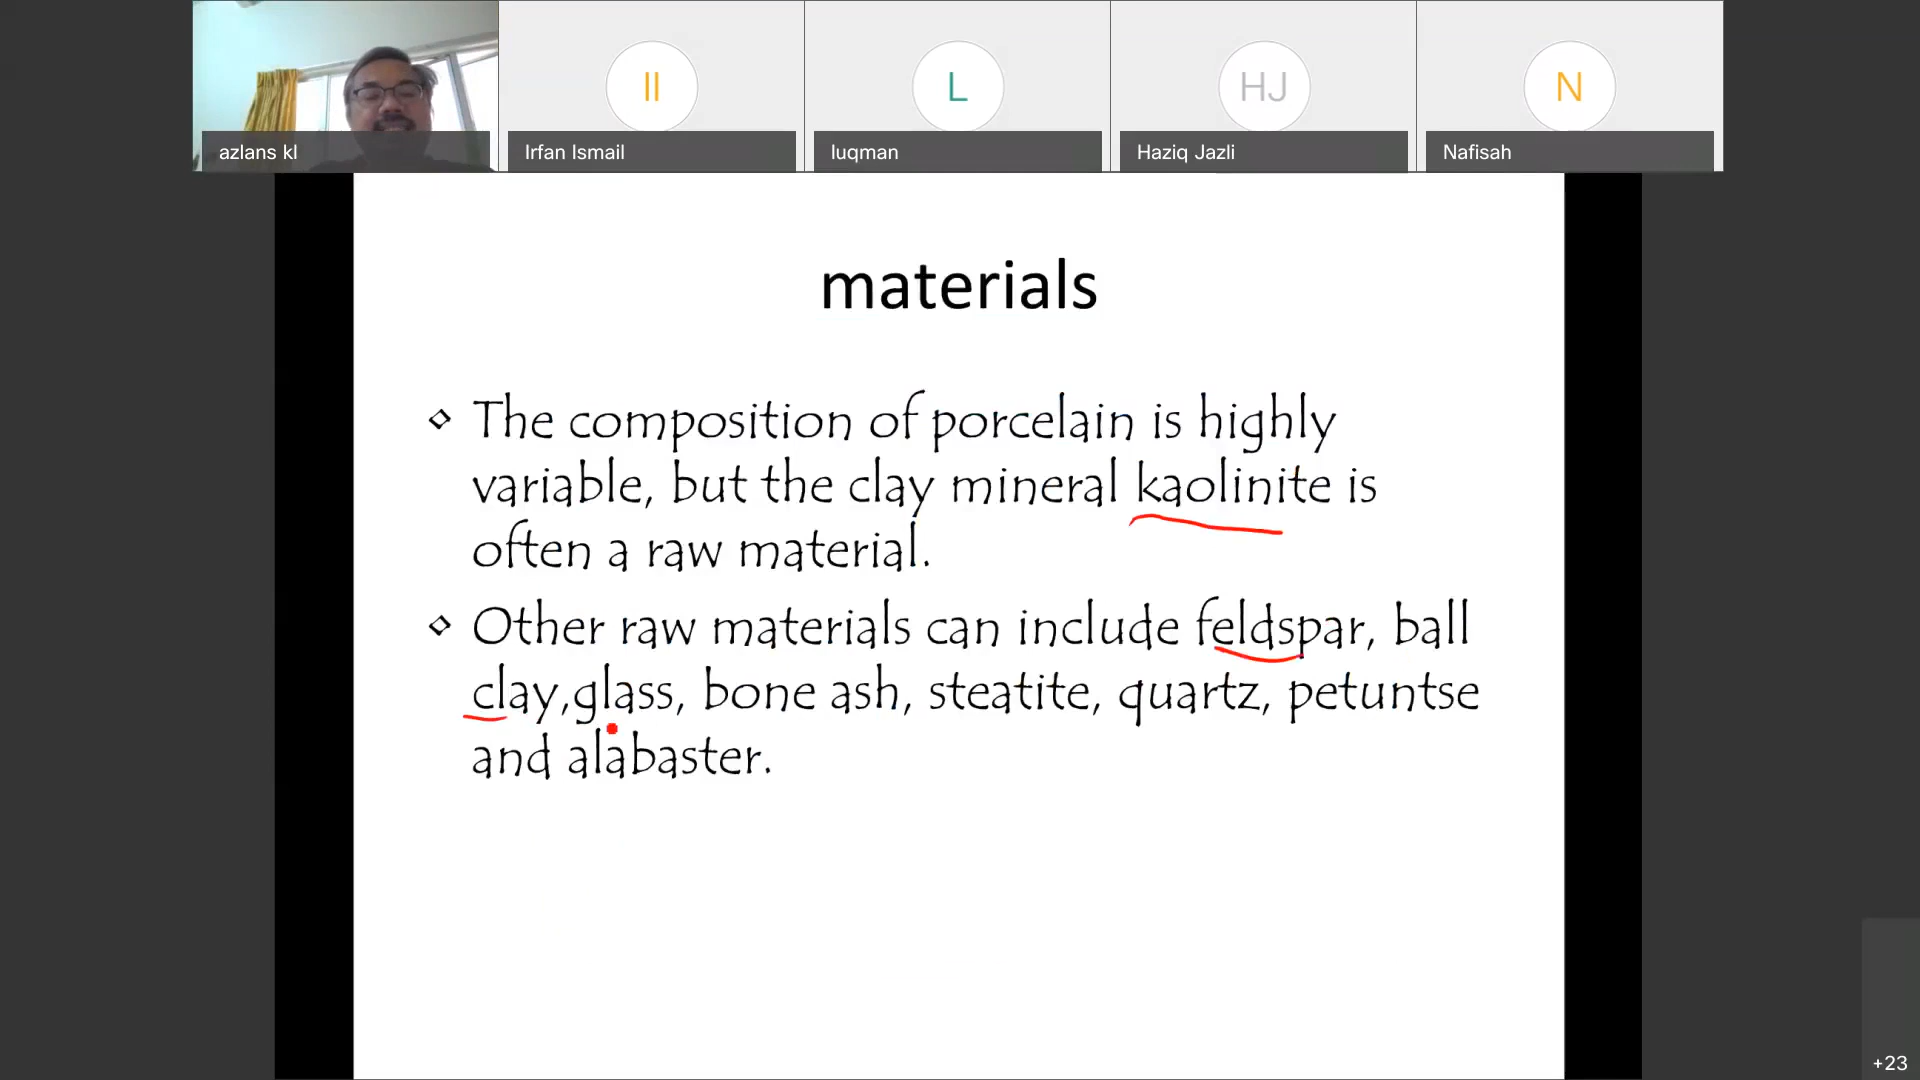 II
L
HJ
N
azlans kl
Irfan Ismail
luqman
Haziq Jazli
Nafisah
materials
The composition of porcelain is highly
variable, but the clay mineral kaolinite is
often a raw material.
Other raw materials can include feldspar, ball
clay,glass, bone ash, steatite, quartz, petuntse
and alabaster.
+23